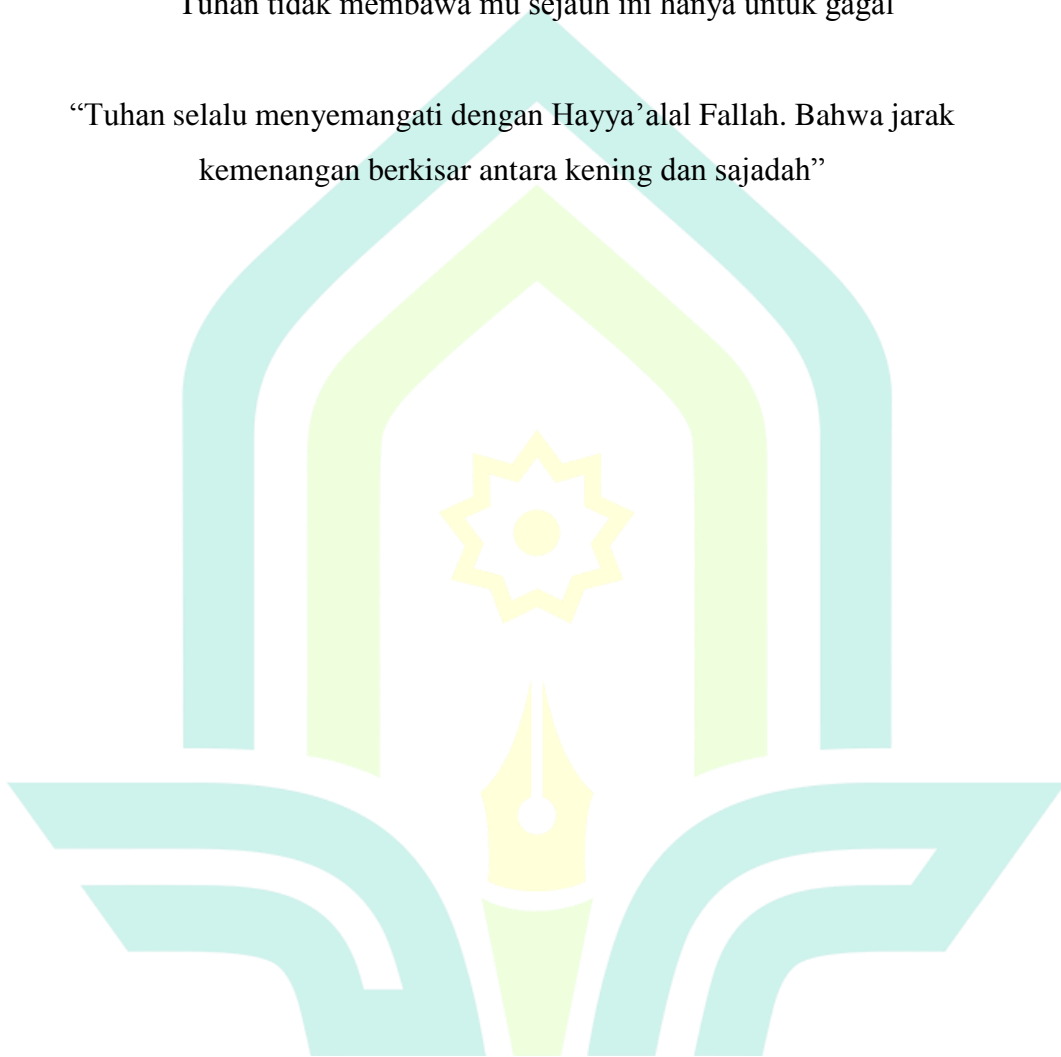 Tuhan tidak membawa mu sejauh ini hanya untuk gagal
“Tuhan selalu menyemangati dengan Hayya’alal Fallah. Bahwa jarak
kemenangan berkisar antara kening dan sajadah”